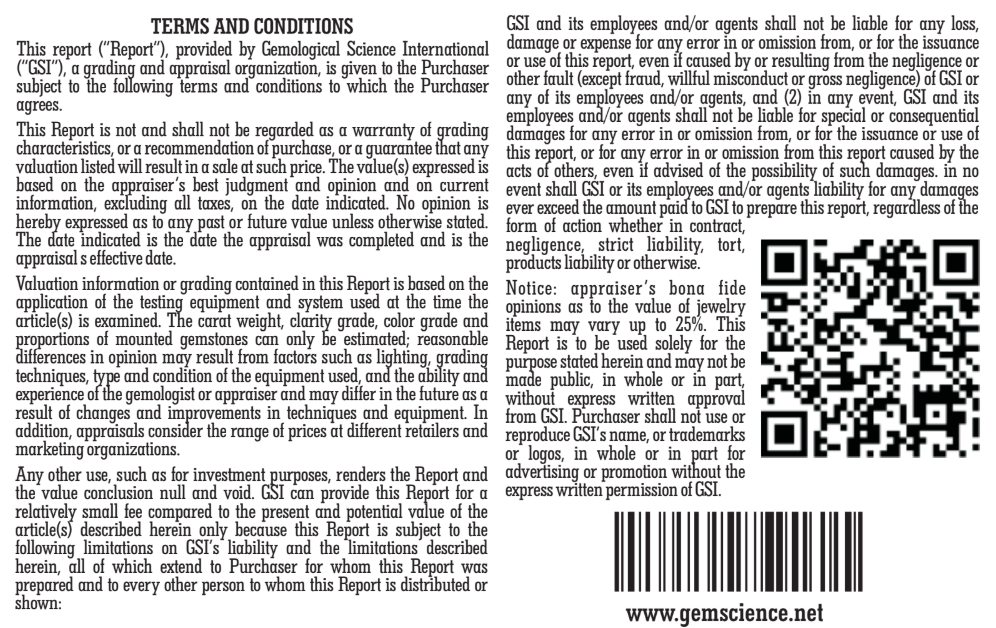 TERMS AND CONDITIONS
This report (“Report”), provided by Gemological Science International
(“GSI”), a grading and appraisal organization, is given to the Purchaser
subject to the following terms and conditions to which the Purchaser
agrees.
This Report is not and shall not be regarded as a warranty of grading
characteristics, or a recommendation of purchase, or a guarantee that any
valuation listed will result in a sale at such price. The value(s) expressed is
based on the appraiser’s best judgment and opinion and on current
information, excluding all taxes, on the date indicated. No opinion is
hereby expressed as to any past or future value unless otherwise stated.
The date indicated is the date the appraisal was completed and is the
appraisal s effective date.
Valuation information or grading contained in this Report is based on the
application of the testing equipment and system used at the time the
article(s) is examined. The carat weight, clarity grade, color grade and
proportions of mounted gemstones can only be estimated; reasonable
differences in opinion may result from factors such as lighting, grading
techniques, type and condition of the equipment used, and the ability and
experience of the gemologist or appraiser and may differ in the future as a
result of changes and improvements in techniques and equipment. In
addition, appraisals consider the range of prices at different retailers and
marketing organizations.
Any other use, such as for investment purposes, renders the Report and
the value conclusion null and void. GSI can provide this Report for a
relatively small fee compared to the present and potential value of the
article(s) described herein only because this Report is subject to the
following limitations on GSI’s liability and the limitations described
herein, all of which extend to Purchaser for whom this Report was
prepared and to every other person to whom this Report is distributed or
shown:
GSI and its employees and/or agents shall not be liable for any loss,
damage or expense for any error in or omission from, or for the issuance
or use of this report, even if caused by or resulting from the negligence or
other fault (except fraud, willful misconduct or gross negligence) of GSI or
any of its employees and/or agents, and (2) in any event, GSI and its
employees and/or agents shall not be liable for special or consequential
damages for any error in or omission from, or for the issuance or use of
this report, or for any error in or omission from this report caused by the
acts of others, even if advised of the possibility of such damages. in no
event shall GSI or its employees and/or agents liability for any damages
ever exceed the amount paid to GSI to prepare this report, regardless of the
form of action whether in contract,
negligence, strict liability, tort,
products liability or otherwise.
Notice: appraiser’s bona fide
opinions as to the value of jewelry
items may vary up to 25%. This
Report is to be used solely for the
purpose stated herein and may not be
made public, in whole or in part,
without express written approval
from GSI. Purchaser shall not use or
reproduce GSI’s name, or trademarks
or logos, in whole or in part for
advertising or promotion without the
express written permission of GSI.
www.gemscience.net